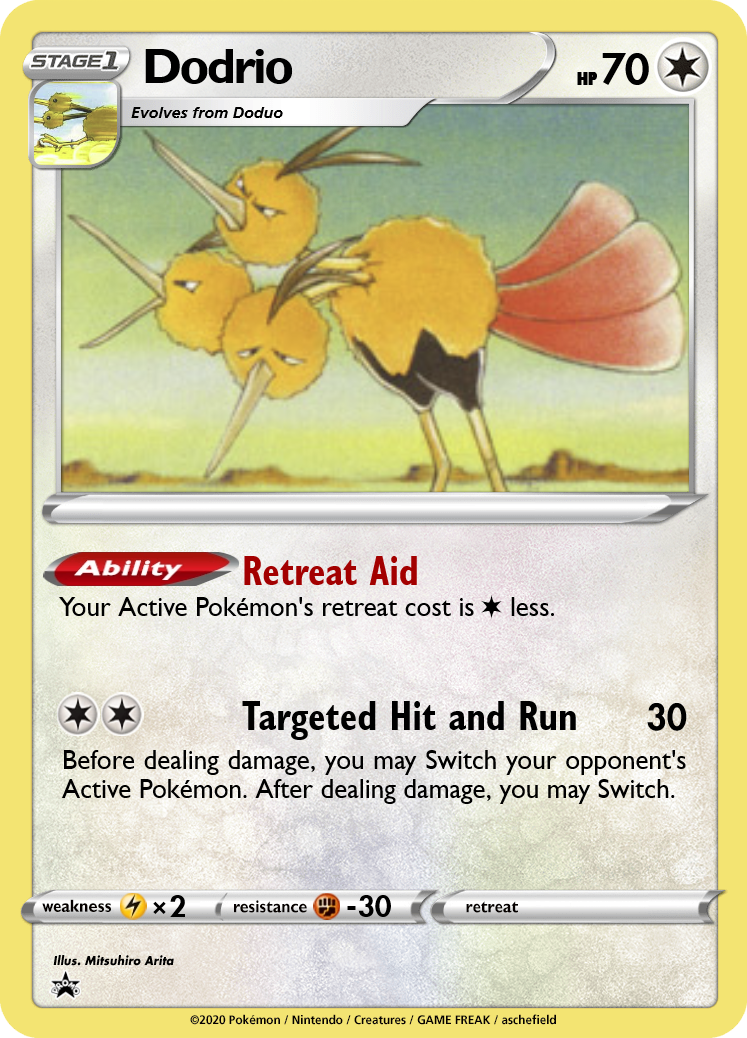 STAGE1
Dodrio
HP 70
Evolves from Doduo
Ability Retreat Aid
Your Active Pokémon's retreat cost is less.
Targeted Hit and Run 30
Before dealing damage, you may Switch your opponent's
Active Pokémon. After dealing damage, you may Switch.
weakness ×2 resistance -30 retreat
Illus. Mitsuhiro Arita
©2020 Pokémon / Nintendo / Creatures / GAME FREAK / aschefield